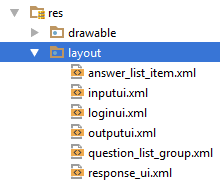 res
drawable
layout
answer_list_item.xml
inputui.xml
loginui.xml
outputui.xml
question_list_group.xml
response_ui.xml